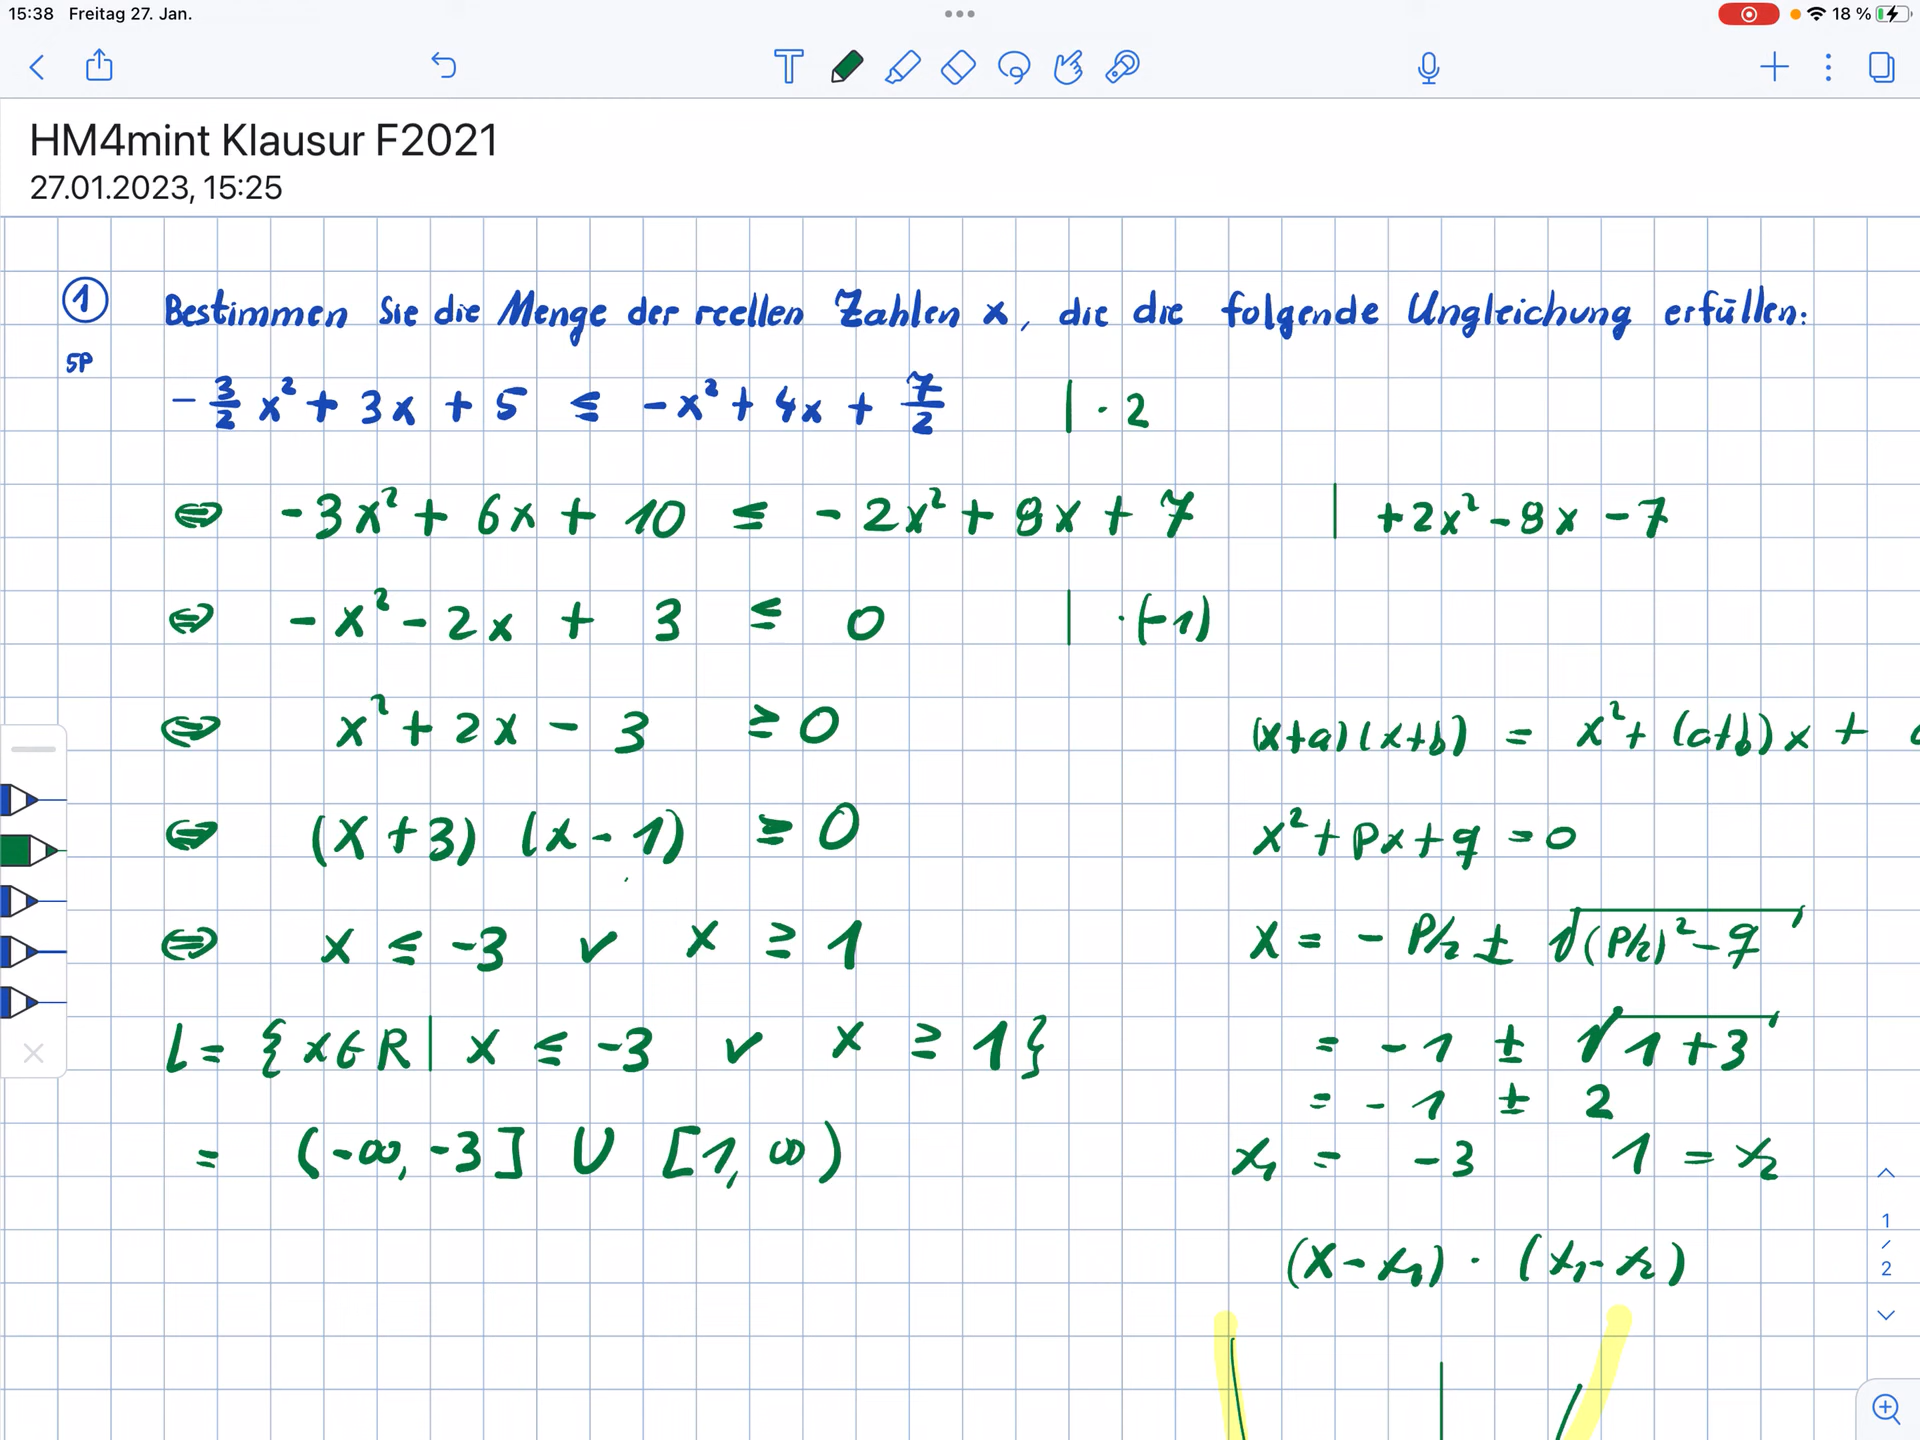 15:38 Freitag 27. Jan.
18 %
HM4mint Klausur F2021
27.01.2023, 15:25
① Bestimmen Sie die Menge der reellen Zahlen x, die die folgende Ungleichung erfüllen:
5P
- 3/2 x² + 3x + 5 ≤ -x² + 4x + 7/2 | · 2
⇔ -3x² + 6x + 10 ≤ -2x² + 8x + 7 | +2x² - 8x - 7
⇔ -x² - 2x + 3 ≤ 0 | ·(-1)
⇔ x² + 2x - 3 ≥ 0
(x+a)(x+b) = x² + (a+b)x +
⇔ (x+3) (x-1) ≥ 0
x² + px + q = 0
⇔ x ≤ -3 ∨ x ≥ 1
x = - p/2 ± √((p/2)² - q)
L = {x∈R | x ≤ -3 ∨ x ≥ 1}
= -1 ± √(1+3)
= -1 ± 2
= (-∞, -3] ∪ [1, ∞)
x₁ = -3 1 = x₂
(x-x₁) · (x₁-x₂)
1
/
2